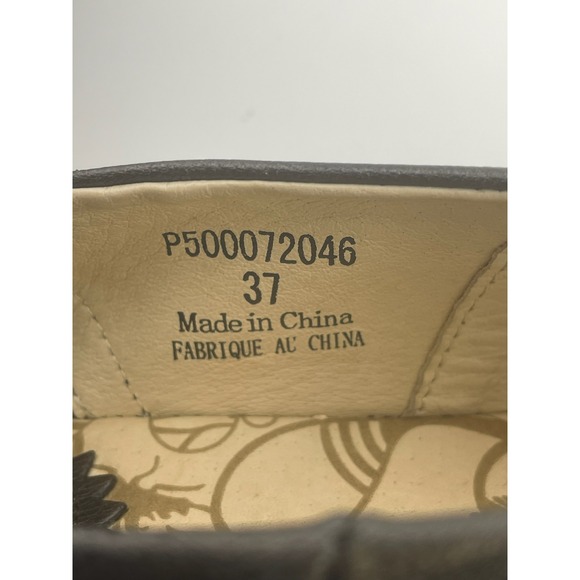 P500072046
37
Made in China
FABRIQUE AU CHINA